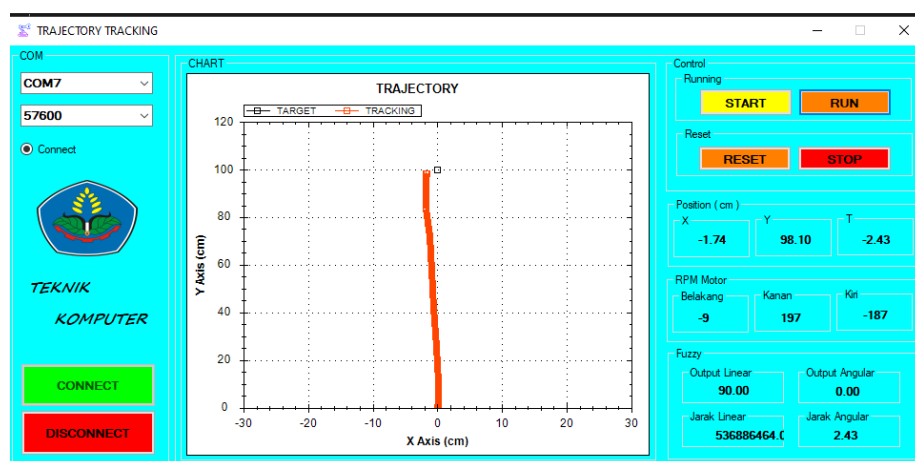 TRAJECTORY TRACKING
COM
COM7
57600
Connect
TEKNIK
KOMPUTER
CONNECT
DISCONNECT
CHART
TRAJECTORY
TARGET TRACKING
120
100
80
60
40
20
0
Y Axis (cm)
-30 -20 -10 0 10 20 30
X Axis (cm)
Control
Running
START RUN
Reset
RESET STOP
Position ( cm )
X Y T
-1.74 98.10 -2.43
RPM Motor
Belakang Kanan Kiri
-9 197 -187
Fuzzy
Output Linear Output Angular
90.00 0.00
Jarak Linear Jarak Angular
536886464.0 2.43